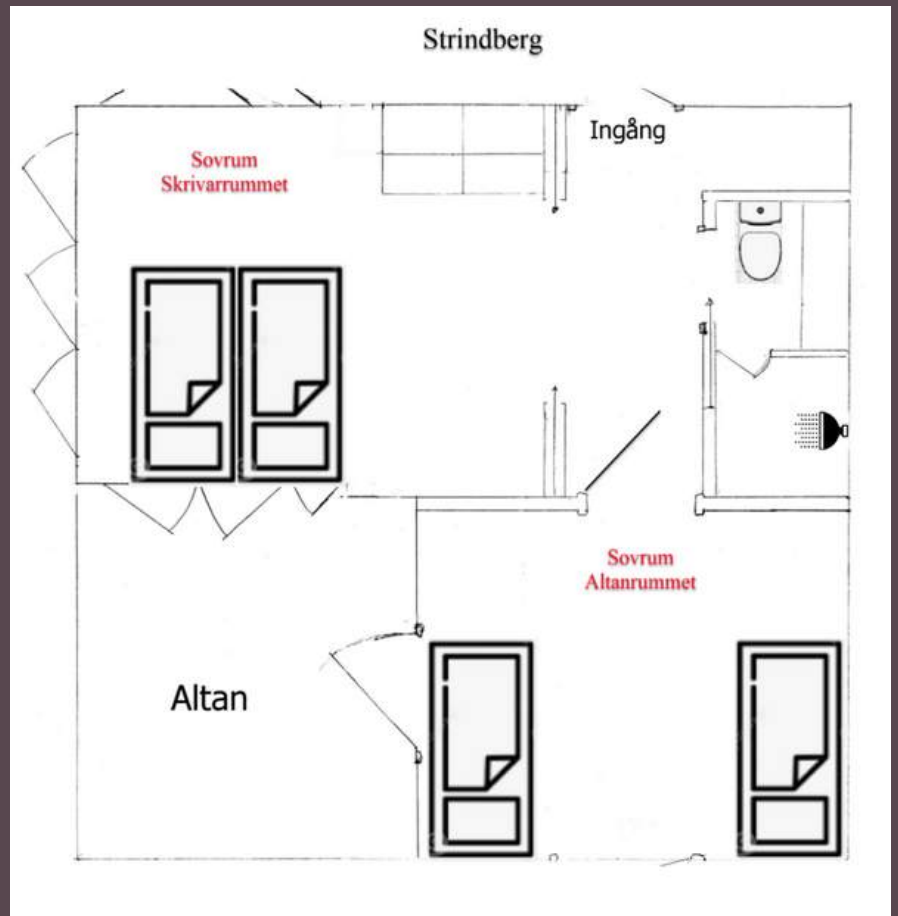 Strindberg
Ingång
Sovrum
Skrivarrummet
Sovrum
Altanrummet
Altan